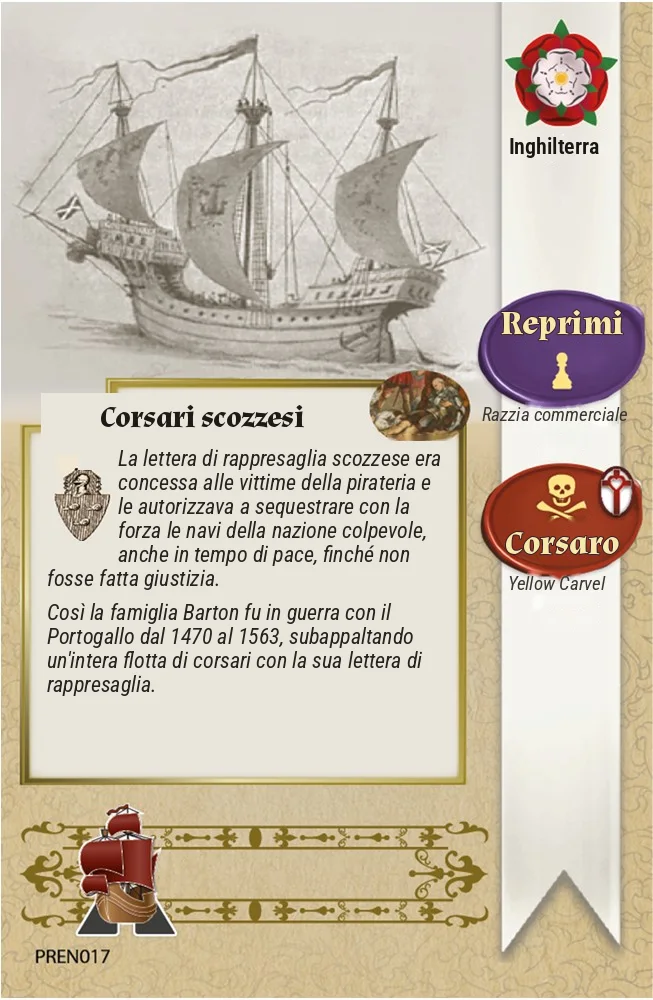 Inghilterra
Reprimi
Razzia commerciale
Corsaro
Yellow Carvel
Corsari scozzesi
La lettera di rappresaglia scozzese era
concessa alle vittime della pirateria e
le autorizzava a sequestrare con la
forza le navi della nazione colpevole,
anche in tempo di pace, finché non
fosse fatta giustizia.
Così la famiglia Barton fu in guerra con il
Portogallo dal 1470 al 1563, subappaltando
un'intera flotta di corsari con la sua lettera di
rappresaglia.
PREN017